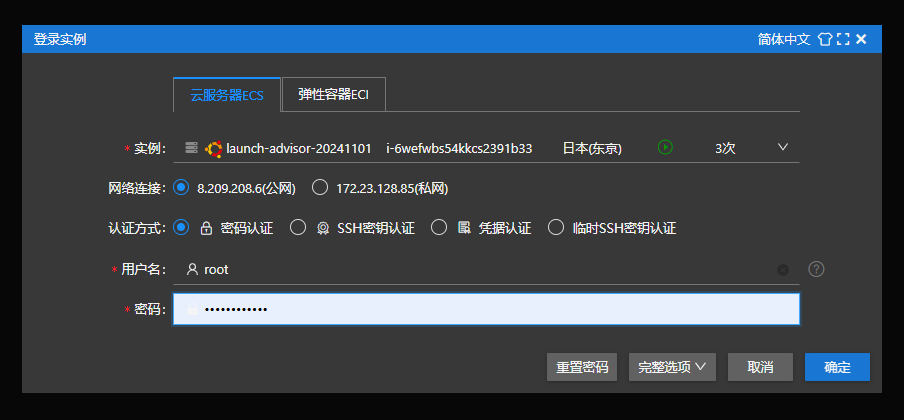 登录实例 简体中文
云服务器ECS 弹性容器ECI
* 实例: launch-advisor-20241101 i-6wefwbs54kkcs2391b33 日本(东京) 3次
网络连接: 8.209.208.6(公网) 172.23.128.85(私网)
认证方式: 密码认证 SSH密钥认证 凭据认证 临时SSH密钥认证
* 用户名: root
* 密码: ••••••••••••
重置密码 完整选项 取消 确定